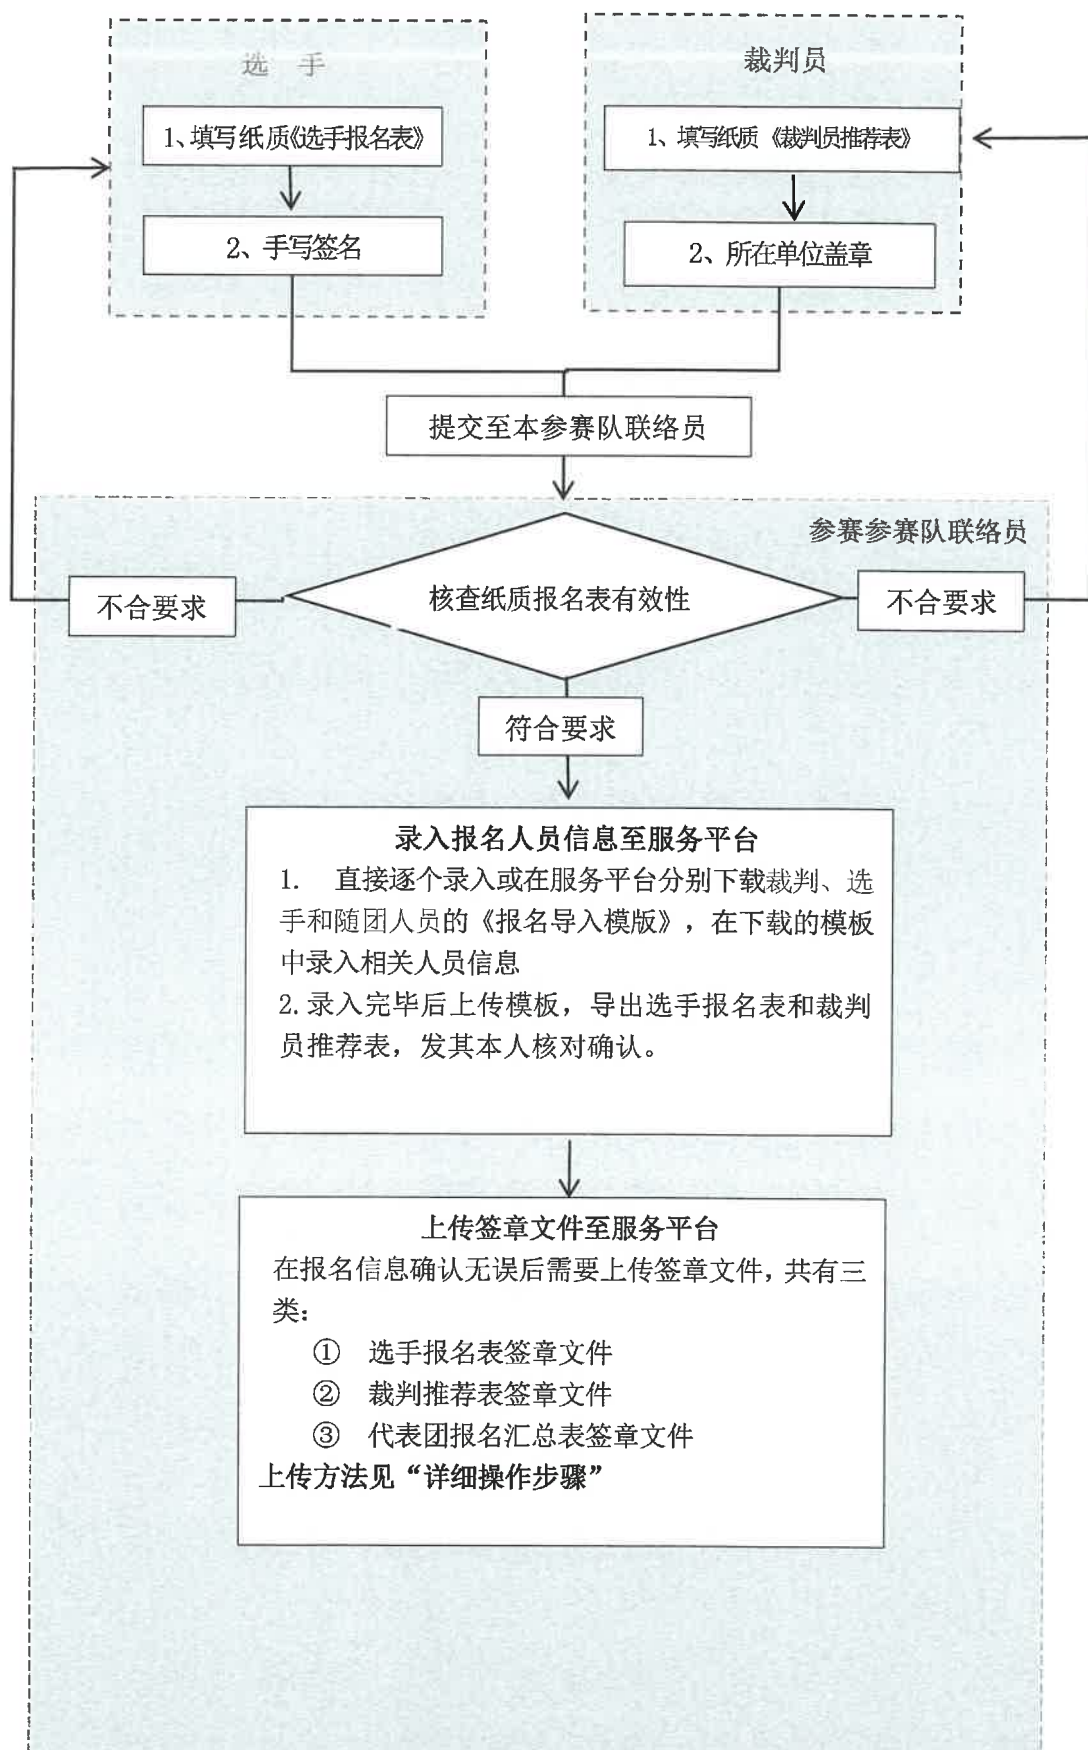 选 手
1、填写纸质《选手报名表》
2、手写签名
裁判员
1、填写纸质《裁判员推荐表》
2、所在单位盖章
提交至本参赛队联络员
参赛参赛队联络员
核查纸质报名表有效性
不合要求
不合要求
符合要求
录入报名人员信息至服务平台
1. 直接逐个录入或在服务平台分别下载裁判、选
手和随团人员的《报名导入模版》，在下载的模板
中录入相关人员信息
2.录入完毕后上传模板，导出选手报名表和裁判
员推荐表，发其本人核对确认。
上传签章文件至服务平台
在报名信息确认无误后需要上传签章文件，共有三
类：
① 选手报名表签章文件
② 裁判推荐表签章文件
③ 代表团报名汇总表签章文件
上传方法见“详细操作步骤”